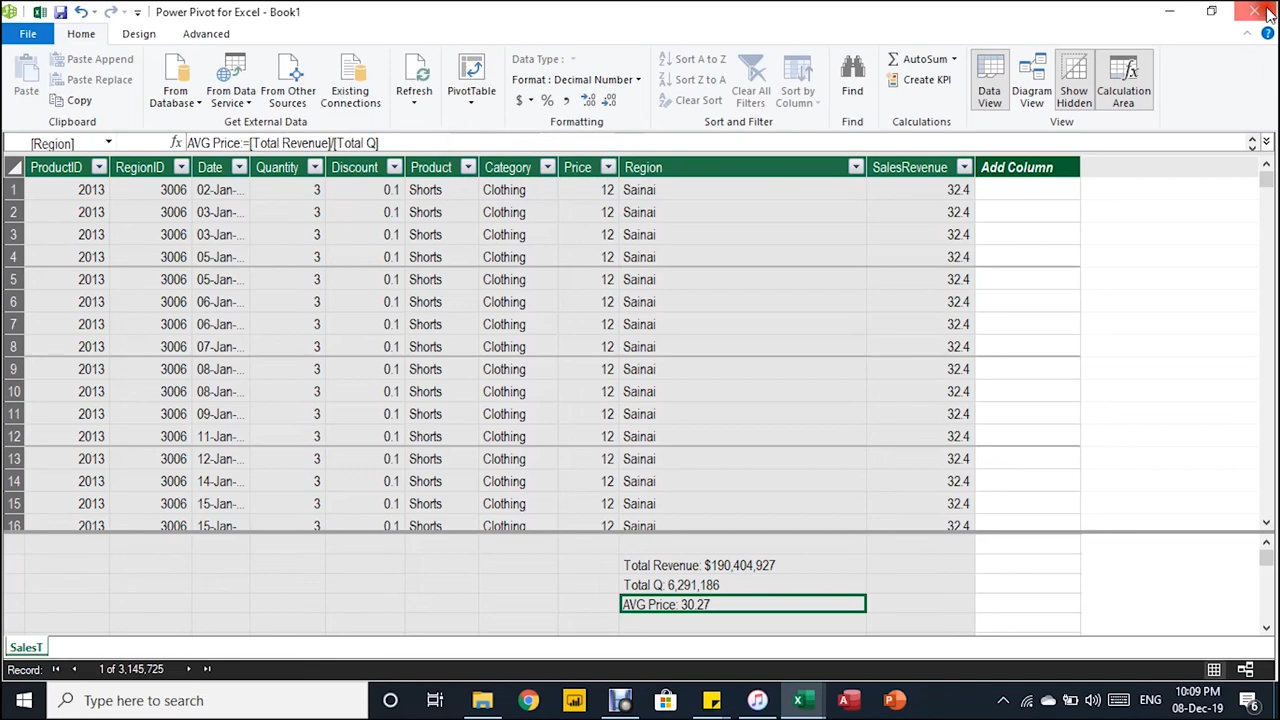 Power Pivot for Excel - Book1
File Home Design Advanced
Paste
Paste Append
Paste Replace
Copy
Clipboard
From Database
From Data Service
From Other Sources
Existing Connections
Get External Data
Refresh
PivotTable
Data Type :
Format : Decimal Number
$ % ,
Formatting
Sort A to Z
Sort Z to A
Clear Sort
Clear All Filters
Sort by Column
Sort and Filter
Find
Find
AutoSum
Create KPI
Calculations
Data View
Diagram View
Show Hidden
Calculation Area
View
[Region] fx AVG Price:=[Total Revenue]/[Total Q]
ProductID RegionID Date Quantity Discount Product Category Price Region SalesRevenue Add Column
1 2013 3006 02-Jan-... 3 0.1 Shorts Clothing 12 Sainai 32.4
2 2013 3006 03-Jan-... 3 0.1 Shorts Clothing 12 Sainai 32.4
3 2013 3006 03-Jan-... 3 0.1 Shorts Clothing 12 Sainai 32.4
4 2013 3006 05-Jan-... 3 0.1 Shorts Clothing 12 Sainai 32.4
5 2013 3006 05-Jan-... 3 0.1 Shorts Clothing 12 Sainai 32.4
6 2013 3006 06-Jan-... 3 0.1 Shorts Clothing 12 Sainai 32.4
7 2013 3006 06-Jan-... 3 0.1 Shorts Clothing 12 Sainai 32.4
8 2013 3006 07-Jan-... 3 0.1 Shorts Clothing 12 Sainai 32.4
9 2013 3006 08-Jan-... 3 0.1 Shorts Clothing 12 Sainai 32.4
10 2013 3006 08-Jan-... 3 0.1 Shorts Clothing 12 Sainai 32.4
11 2013 3006 09-Jan-... 3 0.1 Shorts Clothing 12 Sainai 32.4
12 2013 3006 11-Jan-... 3 0.1 Shorts Clothing 12 Sainai 32.4
13 2013 3006 12-Jan-... 3 0.1 Shorts Clothing 12 Sainai 32.4
14 2013 3006 14-Jan-... 3 0.1 Shorts Clothing 12 Sainai 32.4
15 2013 3006 15-Jan-... 3 0.1 Shorts Clothing 12 Sainai 32.4
16 2013 3006 15-Jan- 3 0.1 Shorts Clothing 12 Sainai 32.4
Total Revenue: $190,404,927
Total Q: 6,291,186
AVG Price: 30.27
SalesT
Record: 1 of 3,145,725
Type here to search
ENG
10:09 PM
08-Dec-19
6